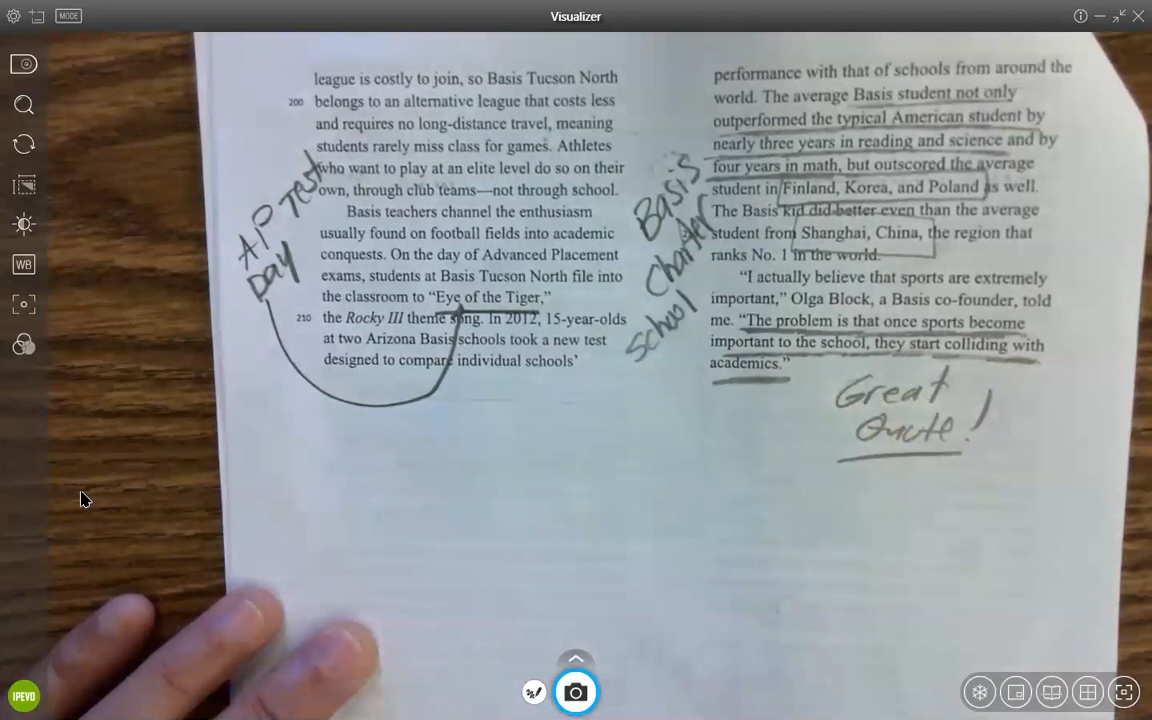 MODE
Visualizer
WB
league is costly to join, so Basis Tucson North
200 belongs to an alternative league that costs less
and requires no long-distance travel, meaning
students rarely miss class for games. Athletes
who want to play at an elite level do so on their
own, through club teams—not through school.
Basis teachers channel the enthusiasm
usually found on football fields into academic
conquests. On the day of Advanced Placement
exams, students at Basis Tucson North file into
the classroom to “Eye of the Tiger,”
210 the Rocky III theme song. In 2012, 15-year-olds
at two Arizona Basis schools took a new test
designed to compare individual schools’
AP Test
Day
performance with that of schools from around the
world. The average Basis student not only
outperformed the typical American student by
nearly three years in reading and science and by
four years in math, but outscored the average
student in Finland, Korea, and Poland as well.
The Basis kid did better even than the average
student from Shanghai, China, the region that
ranks No. 1 in the world.
“I actually believe that sports are extremely
important,” Olga Block, a Basis co-founder, told
me. “The problem is that once sports become
important to the school, they start colliding with
academics.”
Basis
Charter
School
Great
Quote!
IPEVO